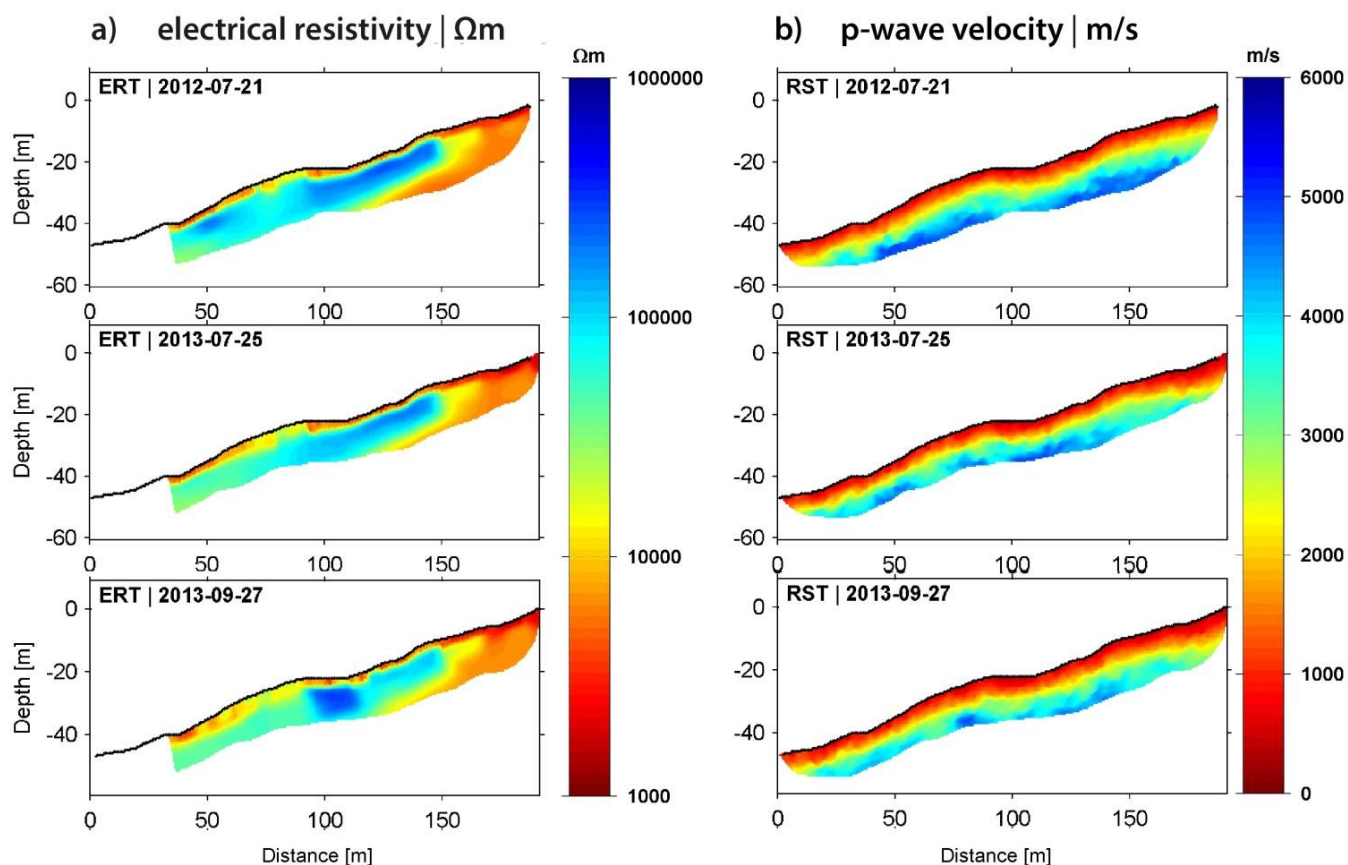 a) electrical resistivity | Ωm
Ωm
ERT | 2012-07-21
0
-20
-40
-60
Depth [m]
0 50 100 150
ERT | 2013-07-25
0
-20
-40
-60
Depth [m]
0 50 100 150
ERT | 2013-09-27
0
-20
-40
Depth [m]
0 50 100 150
Distance [m]
1000000
100000
10000
1000
b) p-wave velocity | m/s
m/s
RST | 2012-07-21
0
-20
-40
-60
0 50 100 150
RST | 2013-07-25
0
-20
-40
-60
0 50 100 150
RST | 2013-09-27
0
-20
-40
0 50 100 150
Distance [m]
6000
5000
4000
3000
2000
1000
0